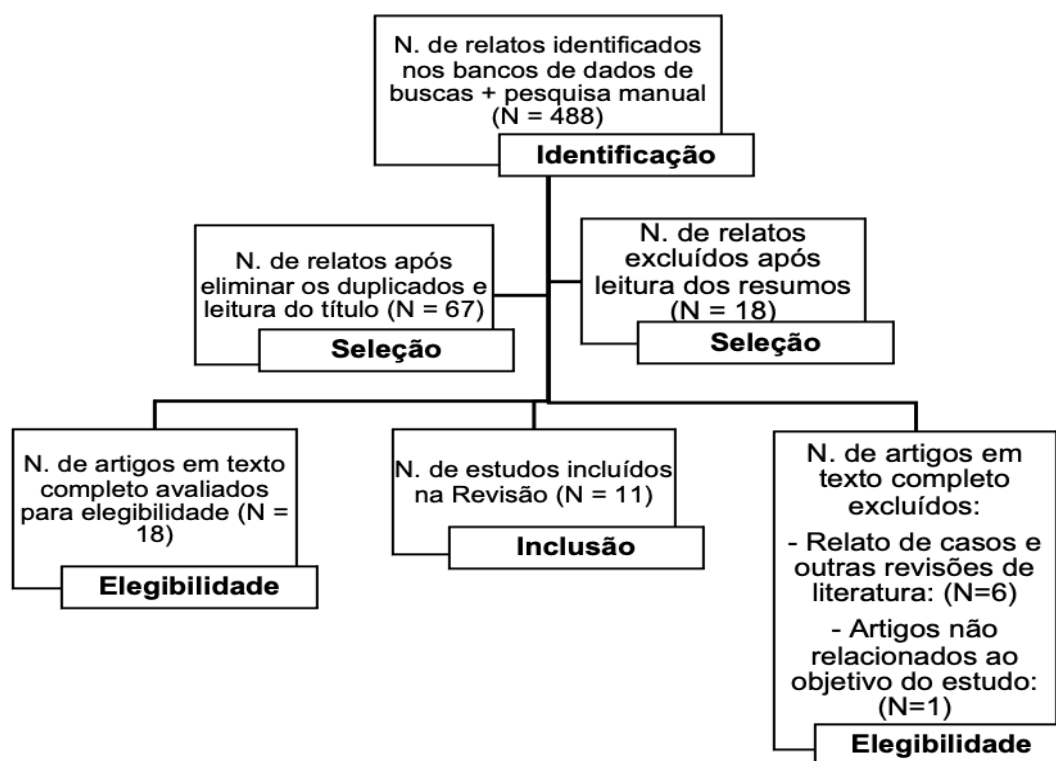 N. de relatos identificados
nos bancos de dados de
buscas + pesquisa manual
(N = 488)
Identificação
N. de relatos após
eliminar os duplicados e
leitura do título (N = 67)
Seleção
N. de relatos
excluídos após
leitura dos resumos
(N = 18)
Seleção
N. de artigos em texto
completo avaliados
para elegibilidade (N =
18)
Elegibilidade
N. de estudos incluídos
na Revisão (N = 11)
Inclusão
N. de artigos em
texto completo
excluídos:
- Relato de casos e
outras revisões de
literatura: (N=6)
- Artigos não
relacionados ao
objetivo do estudo:
(N=1)
Elegibilidade